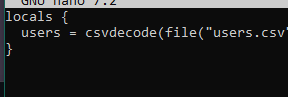 GNU nano 7.2
locals {
  users = csvdecode(file("users.csv"
}